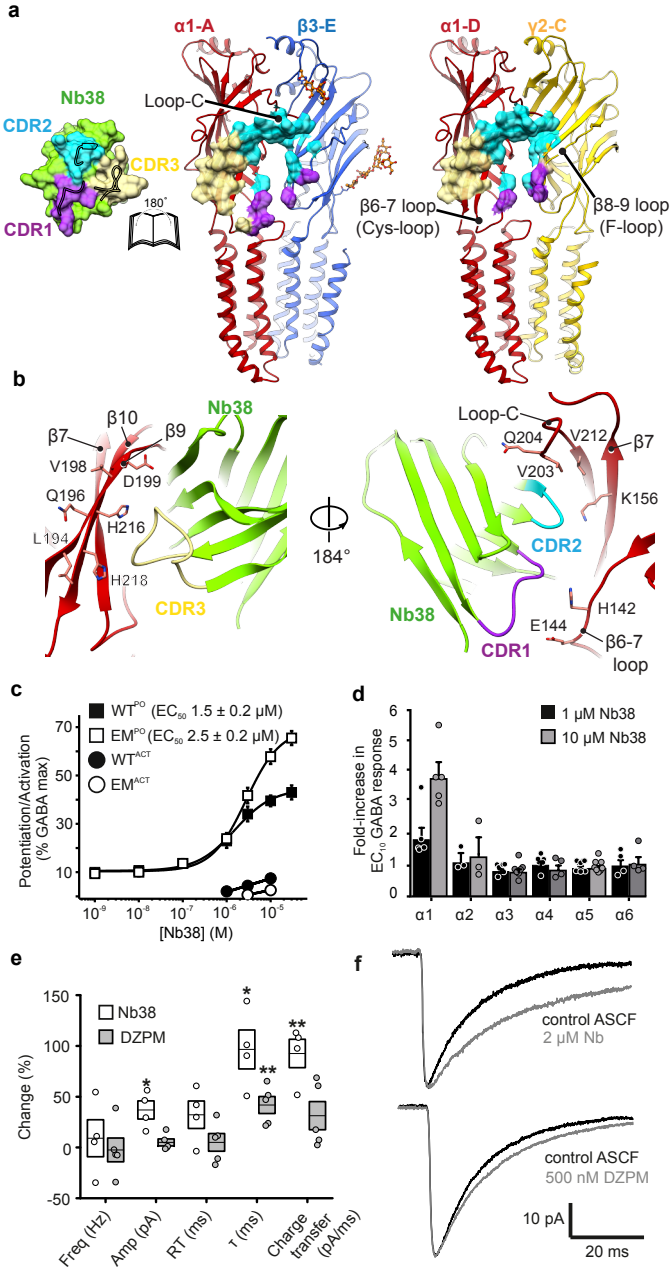 a
α1-A
β3-E
α1-D
γ2-C
Nb38
CDR2
CDR3
CDR1
180°
Loop-C
β6-7 loop
(Cys-loop)
β8-9 loop
(F-loop)
b
β7
β10
β9
V198
D199
Q196
H216
L194
H218
Nb38
CDR3
184°
Loop-C
Q204
V212
β7
V203
K156
CDR2
Nb38
CDR1
H142
E144
β6-7
loop
c
WT^PO (EC₅₀ 1.5 ± 0.2 µM)
EM^PO (EC₅₀ 2.5 ± 0.2 µM)
WT^ACT
EM^ACT
Potentiation/Activation
(% GABA max)
70
50
30
10
10⁻⁹
10⁻⁸
10⁻⁷
10⁻⁶
10⁻⁵
[Nb38] (M)
d
1 µM Nb38
10 µM Nb38
Fold-increase in
EC₁₀ GABA response
6
5
4
3
2
1
0
α1
α2
α3
α4
α5
α6
e
Nb38
DZPM
Change (%)
150
100
50
0
-50
*
*
**
**
Freq (Hz)
Amp (pA)
RT (ms)
τ (ms)
Charge
transfer
(pA/ms)
f
control ASCF
2 µM Nb
control ASCF
500 nM DZPM
10 pA
20 ms